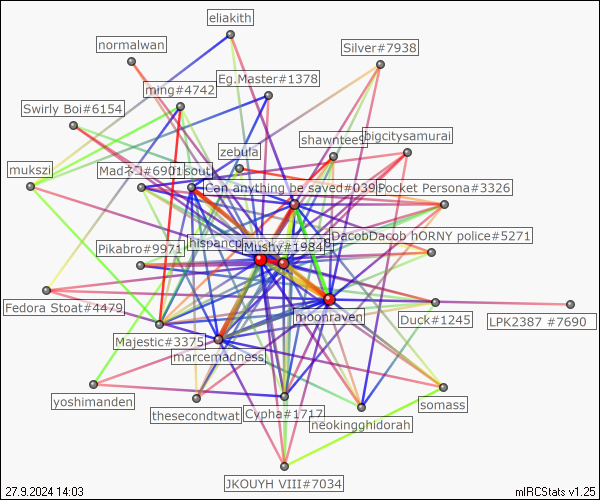 eliakith
normalwan
Silver#7938
Eg.Master#1378
ming#4742
Swirly Boi#6154
shawntee
bigcitysamurai
zebula
mukszi
Madネコ#6901
south
Can anything be saved#039
Pocket Persona#3326
DacobDacob hORNY police#5271
Pikabro#9971
Mushy#1984
Fedora Stoat#4479
moonraven
Duck#1245
LPK2387 #7690
Majestic#3375
marcemadness
yoshimanden
thesecondtwat
Cypha#1717
neokingghidorah
somass
JKOUYH VIII#7034
27.9.2024 14:03
mIRCStats v1.25